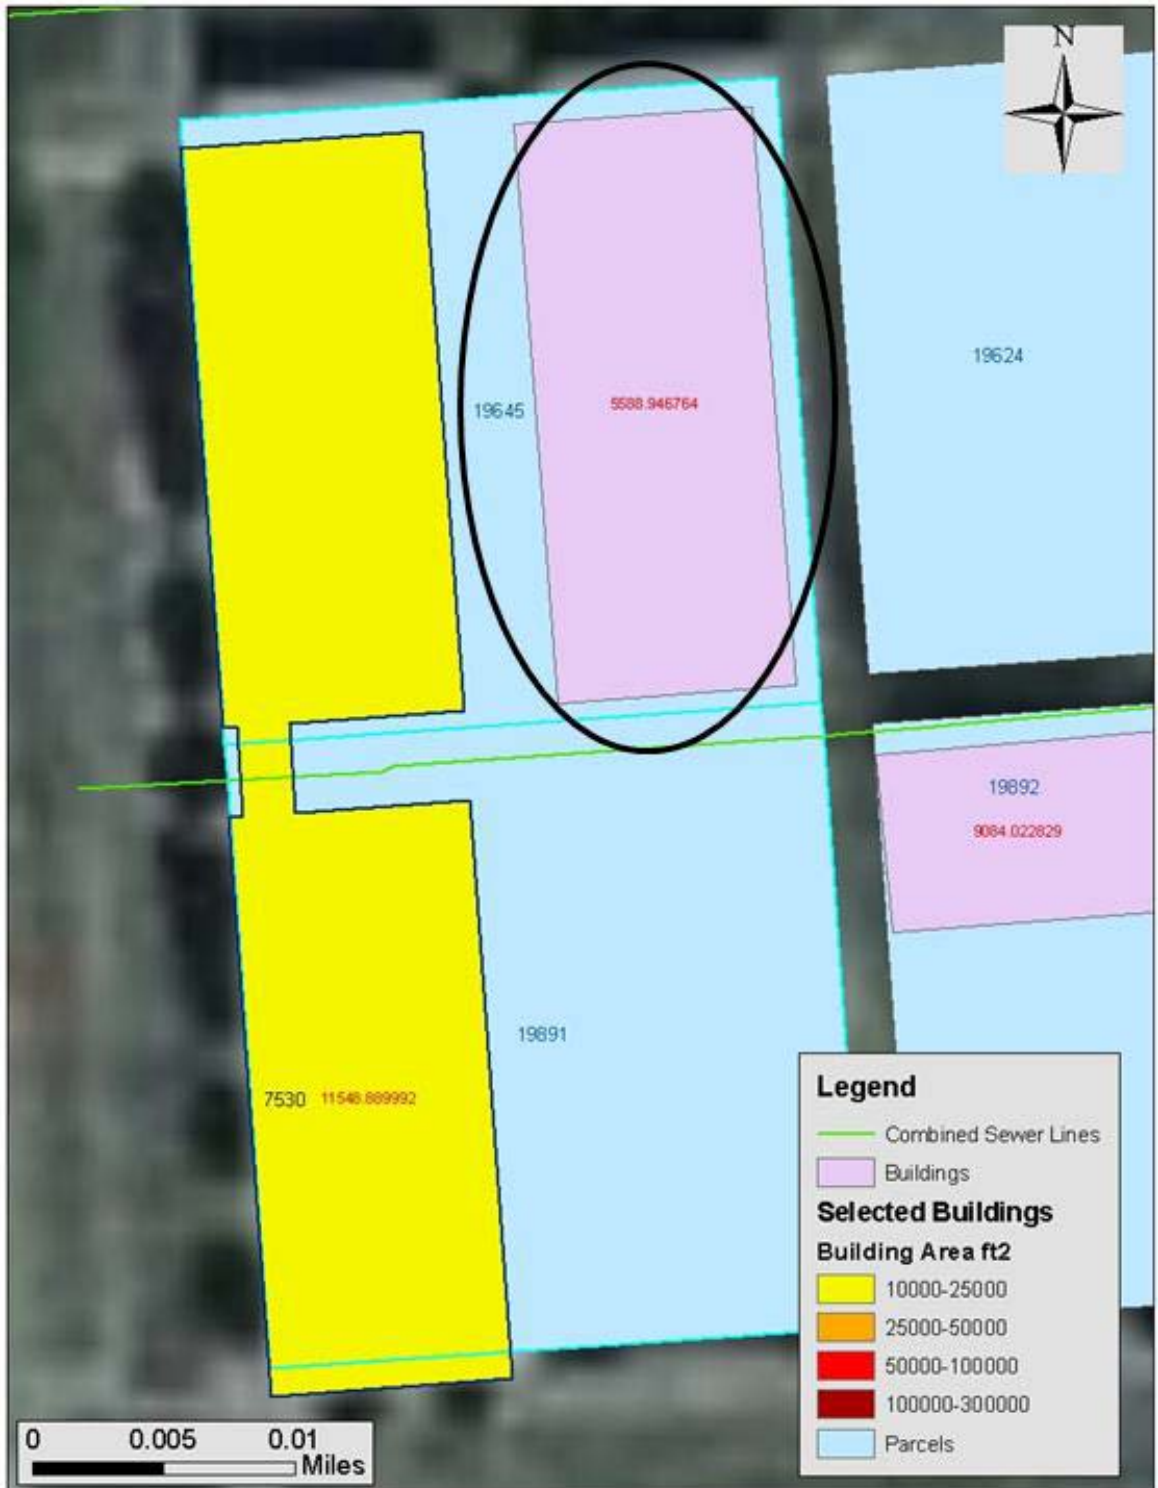 N
19645
5588.946764
19624
19892
9084.022829
19891
7530 11548.889992
Legend
Combined Sewer Lines
Buildings
Selected Buildings
Building Area ft2
10000-25000
25000-50000
50000-100000
100000-300000
Parcels
0 0.005 0.01
Miles